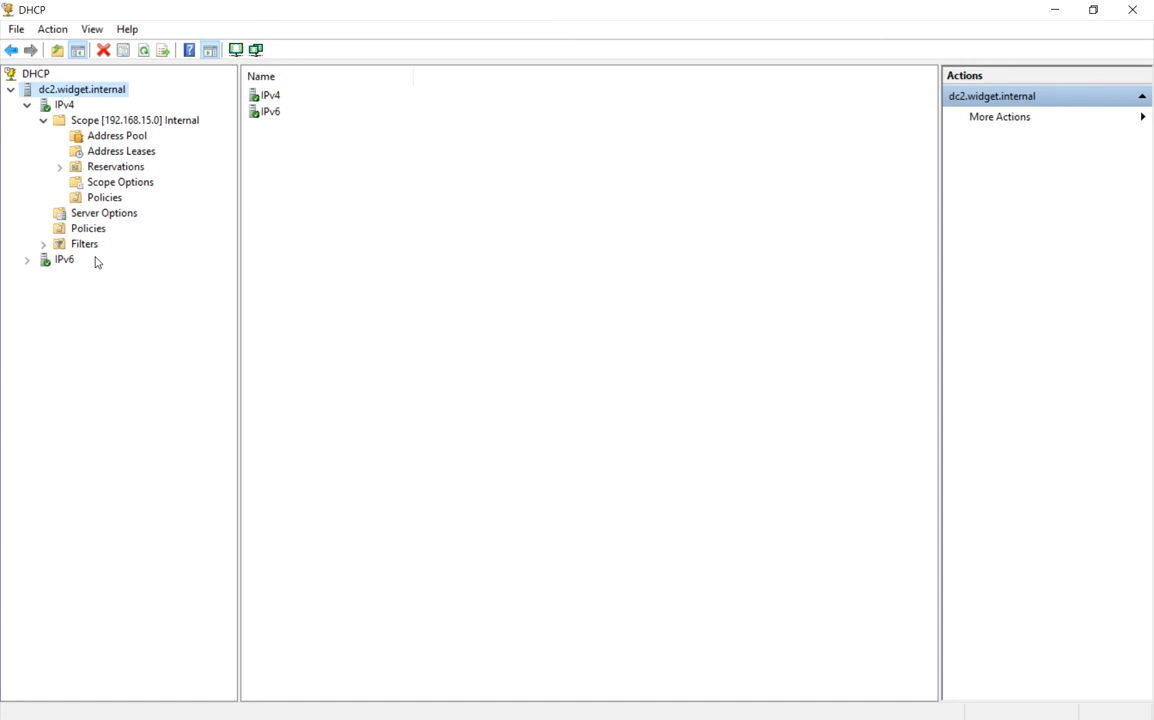 DHCP
File Action View Help
DHCP
dc2.widget.internal
IPv4
Scope [192.168.15.0] Internal
Address Pool
Address Leases
Reservations
Scope Options
Policies
Server Options
Policies
Filters
IPv6
Name
IPv4
IPv6
Actions
dc2.widget.internal
More Actions